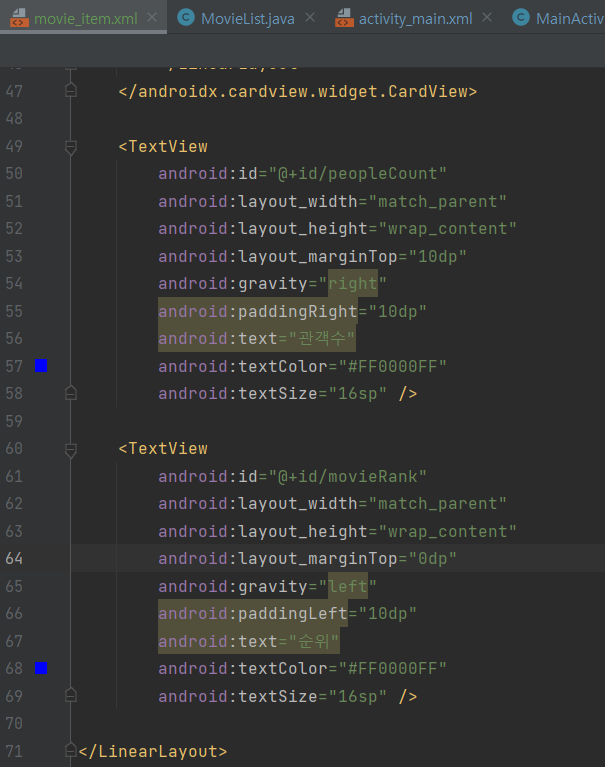 movie_item.xml
MovieList.java
activity_main.xml
MainActiv
47 </androidx.cardview.widget.CardView>
48
49 <TextView
50 android:id="@+id/peopleCount"
51 android:layout_width="match_parent"
52 android:layout_height="wrap_content"
53 android:layout_marginTop="10dp"
54 android:gravity="right"
55 android:paddingRight="10dp"
56 android:text="관객수"
57 android:textColor="#FF0000FF"
58 android:textSize="16sp" />
59
60 <TextView
61 android:id="@+id/movieRank"
62 android:layout_width="match_parent"
63 android:layout_height="wrap_content"
64 android:layout_marginTop="0dp"
65 android:gravity="left"
66 android:paddingLeft="10dp"
67 android:text="순위"
68 android:textColor="#FF0000FF"
69 android:textSize="16sp" />
70
71 </LinearLayout>